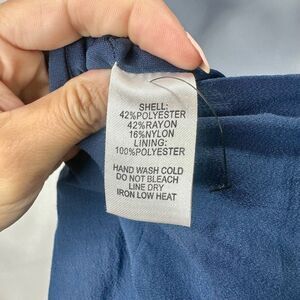 SHELL:
42%POLYESTER
42%RAYON
16%NYLON
LINING:
100%POLYESTER
HAND WASH COLD
DO NOT BLEACH
LINE DRY
IRON LOW HEAT